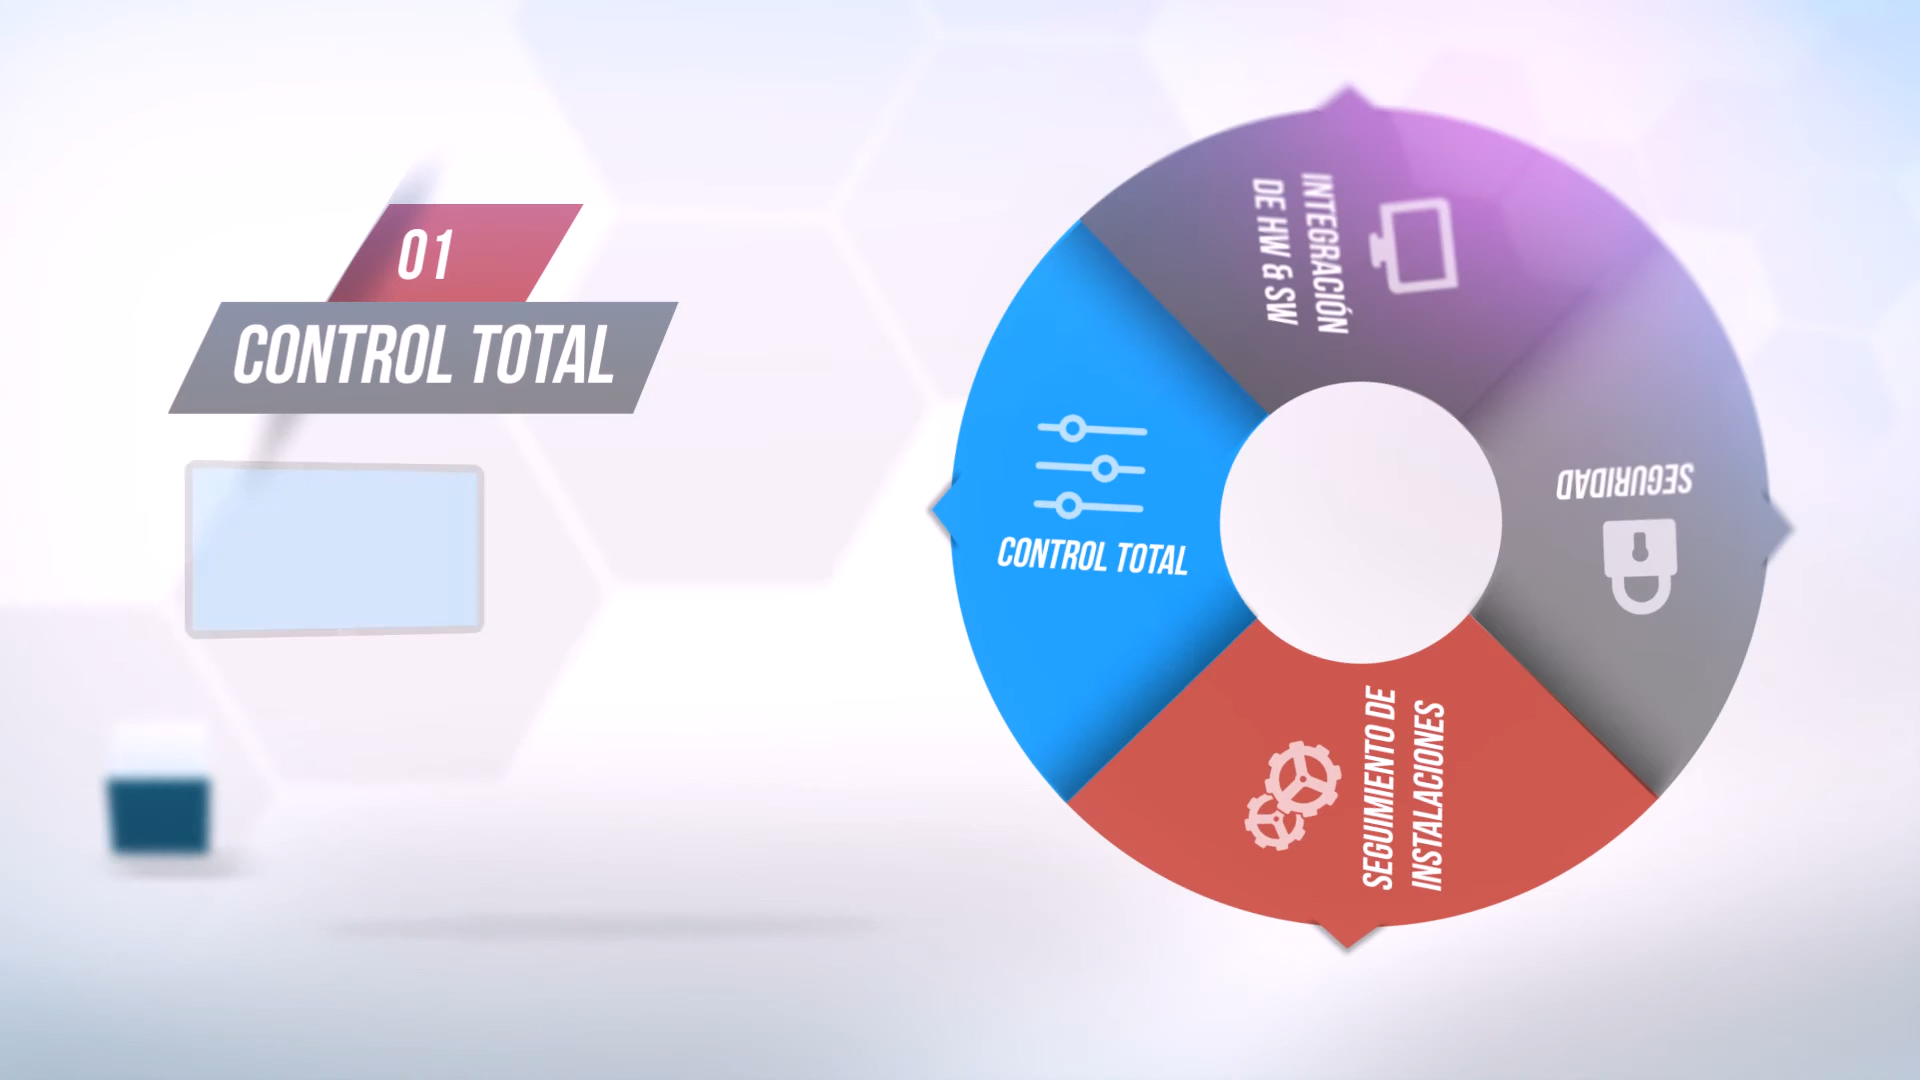 01
CONTROL TOTAL
INTEGRACIÓN
DE HW & SW
SEGURIDAD
CONTROL TOTAL
SEGUIMIENTO DE
INSTALACIONES